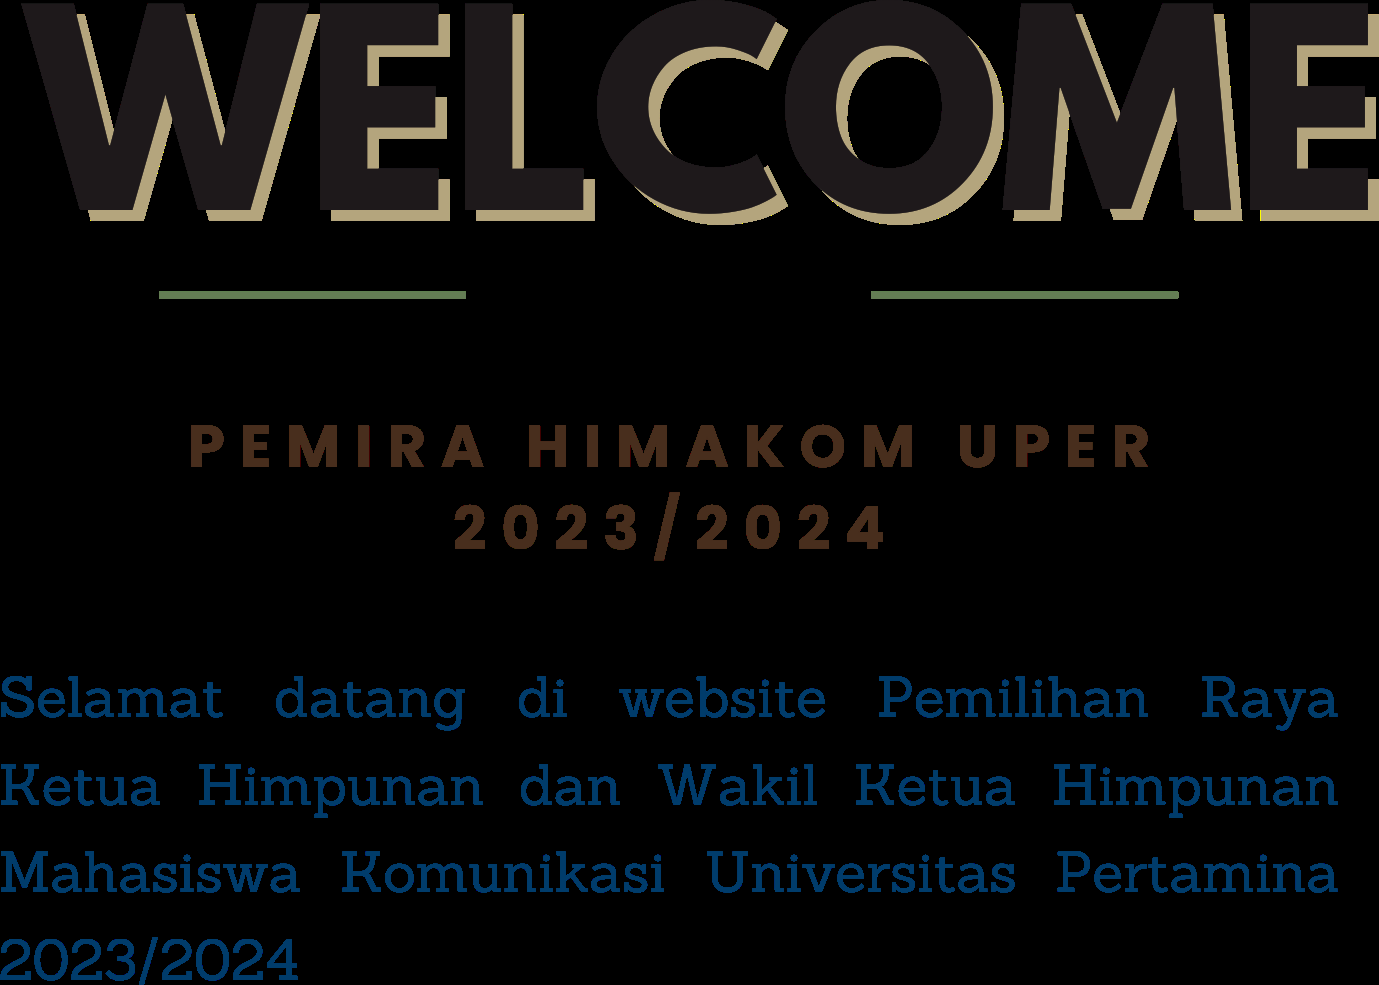 WELCOME
PEMIRA HIMAKOM UPER
2023/2024
Selamat datang di website Pemilihan Raya
Ketua Himpunan dan Wakil Ketua Himpunan
Mahasiswa Komunikasi Universitas Pertamina
2023/2024